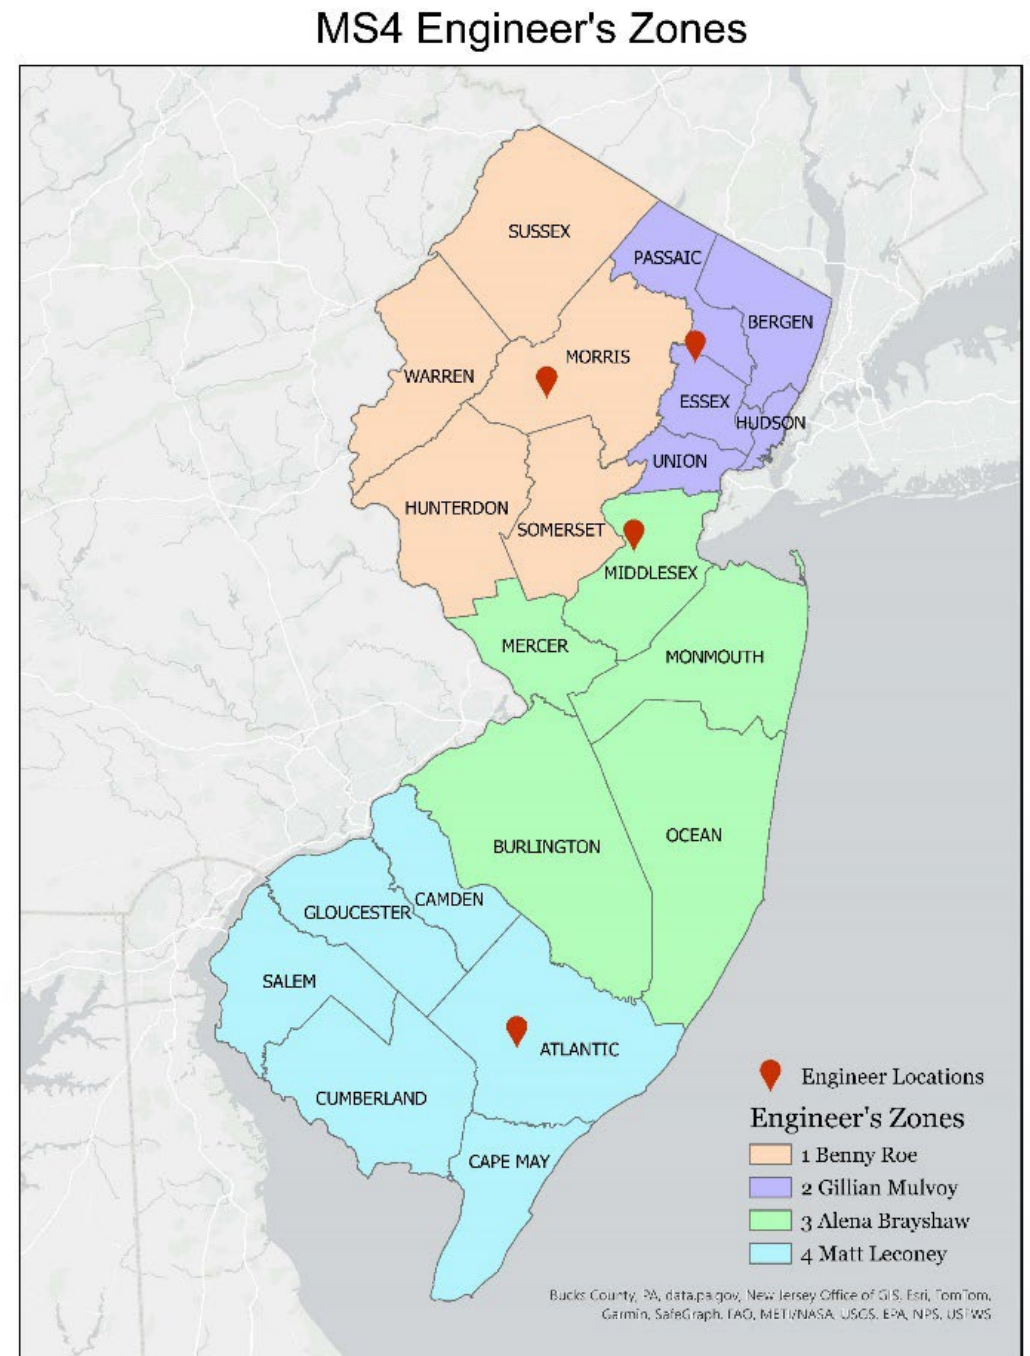 MS4 Engineer's Zones
SUSSEX
PASSAIC
BERGEN
MORRIS
WARREN
ESSEX
HUDSON
UNION
HUNTERDON
SOMERSET
MIDDLESEX
MERCER
MONMOUTH
OCEAN
BURLINGTON
CAMDEN
GLOUCESTER
SALEM
ATLANTIC
CUMBERLAND
CAPE MAY
Engineer Locations
Engineer's Zones
1 Benny Roe
2 Gillian Mulvoy
3 Alena Brayshaw
4 Matt Leconey
Bucks County, PA, data.pa.gov, New Jersey Office of GIS, Esri, TomTom,
Garmin, SafeGraph, FAO, METI/NASA, USGS, EPA, NPS, USFWS